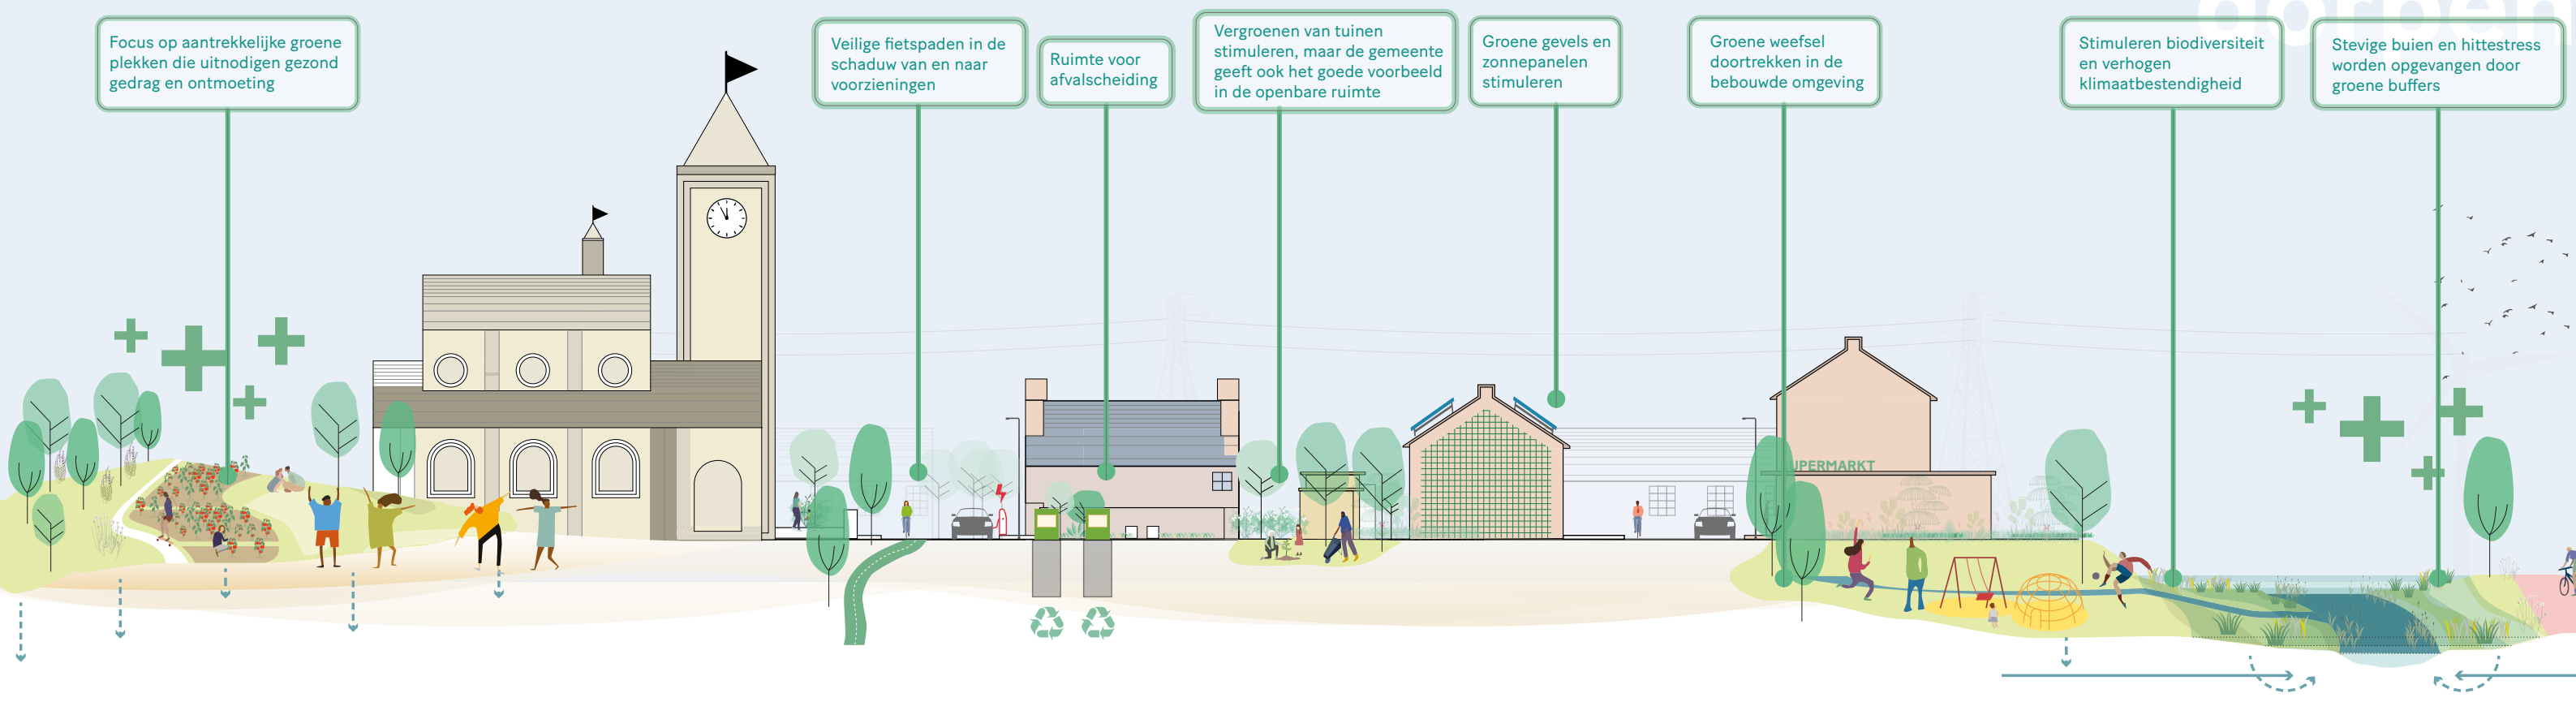 dorpen
Focus op aantrekkelijke groene
plekken die uitnodigen gezond
gedrag en ontmoeting
Veilige fietspaden in de
schaduw van en naar
voorzieningen
Ruimte voor
afvalscheiding
Vergroenen van tuinen
stimuleren, maar de gemeente
geeft ook het goede voorbeeld
in de openbare ruimte
Groene gevels en
zonnepanelen
stimuleren
Groene weefsel
doortrekken in de
bebouwde omgeving
Stimuleren biodiversiteit
en verhogen
klimaatbestendigheid
Stevige buien en hittestress
worden opgevangen door
groene buffers
SUPERMARKT